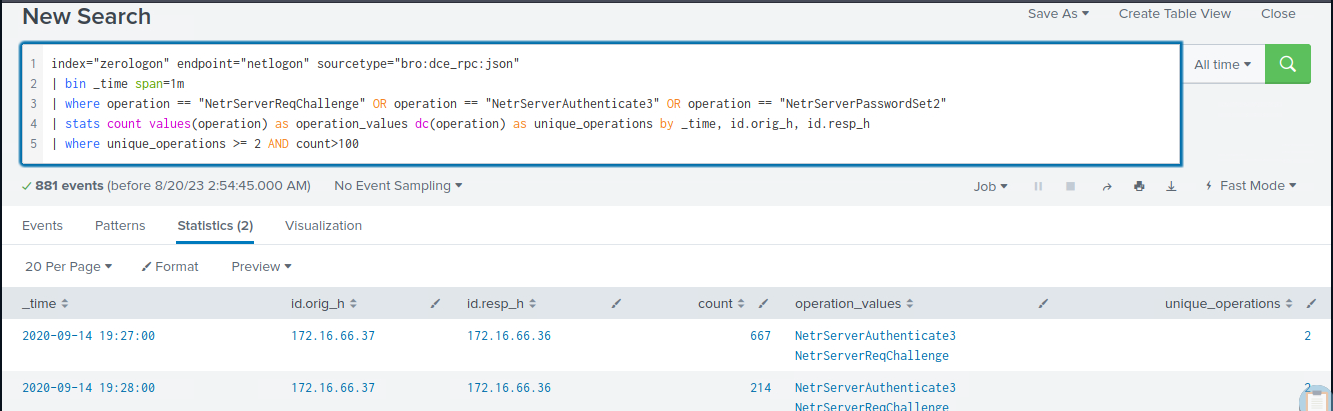 New Search
Save As Create Table View Close
1 index="zerologon" endpoint="netlogon" sourcetype="bro:dce_rpc:json"
2 | bin _time span=1m
3 | where operation == "NetrServerReqChallenge" OR operation == "NetrServerAuthenticate3" OR operation == "NetrServerPasswordSet2"
4 | stats count values(operation) as operation_values dc(operation) as unique_operations by _time, id.orig_h, id.resp_h
5 | where unique_operations >= 2 AND count>100
All time
881 events (before 8/20/23 2:54:45.000 AM) No Event Sampling Job Fast Mode
Events Patterns Statistics (2) Visualization
20 Per Page Format Preview
_time id.orig_h id.resp_h count operation_values unique_operations
2020-09-14 19:27:00 172.16.66.37 172.16.66.36 667 NetrServerAuthenticate3 2
NetrServerReqChallenge
2020-09-14 19:28:00 172.16.66.37 172.16.66.36 214 NetrServerAuthenticate3 2
NetrServerReqChallenge